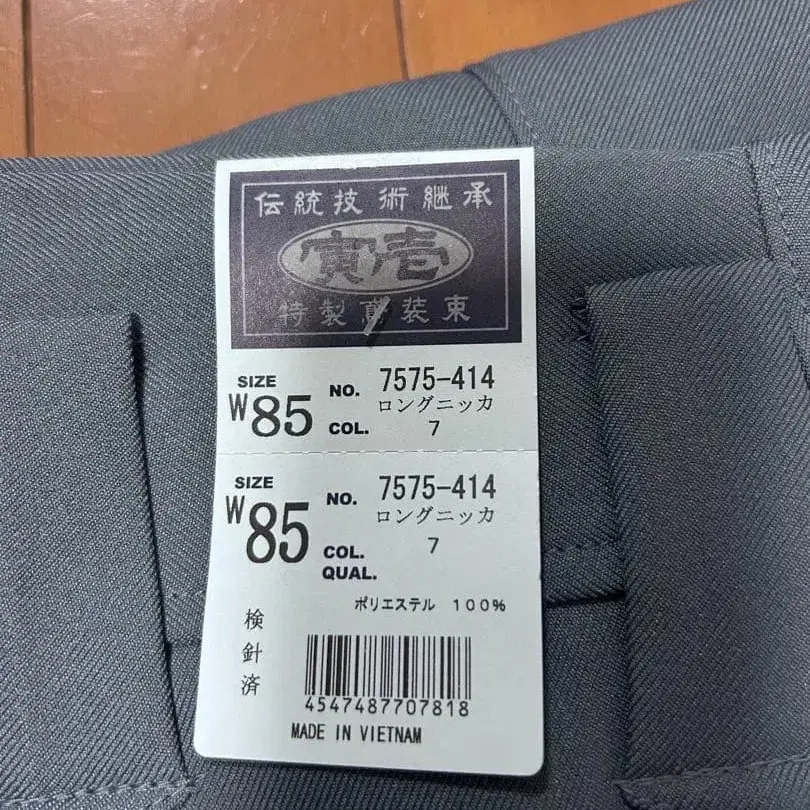 伝統技術継承
寅壱
特製鳶装束
SIZE
W85
NO. 7575-414
ロングニッカ
COL. 7
SIZE
W85
NO. 7575-414
ロングニッカ
COL. 7
QUAL.
ポリエステル 100%
検針済
4547487707818
MADE IN VIETNAM